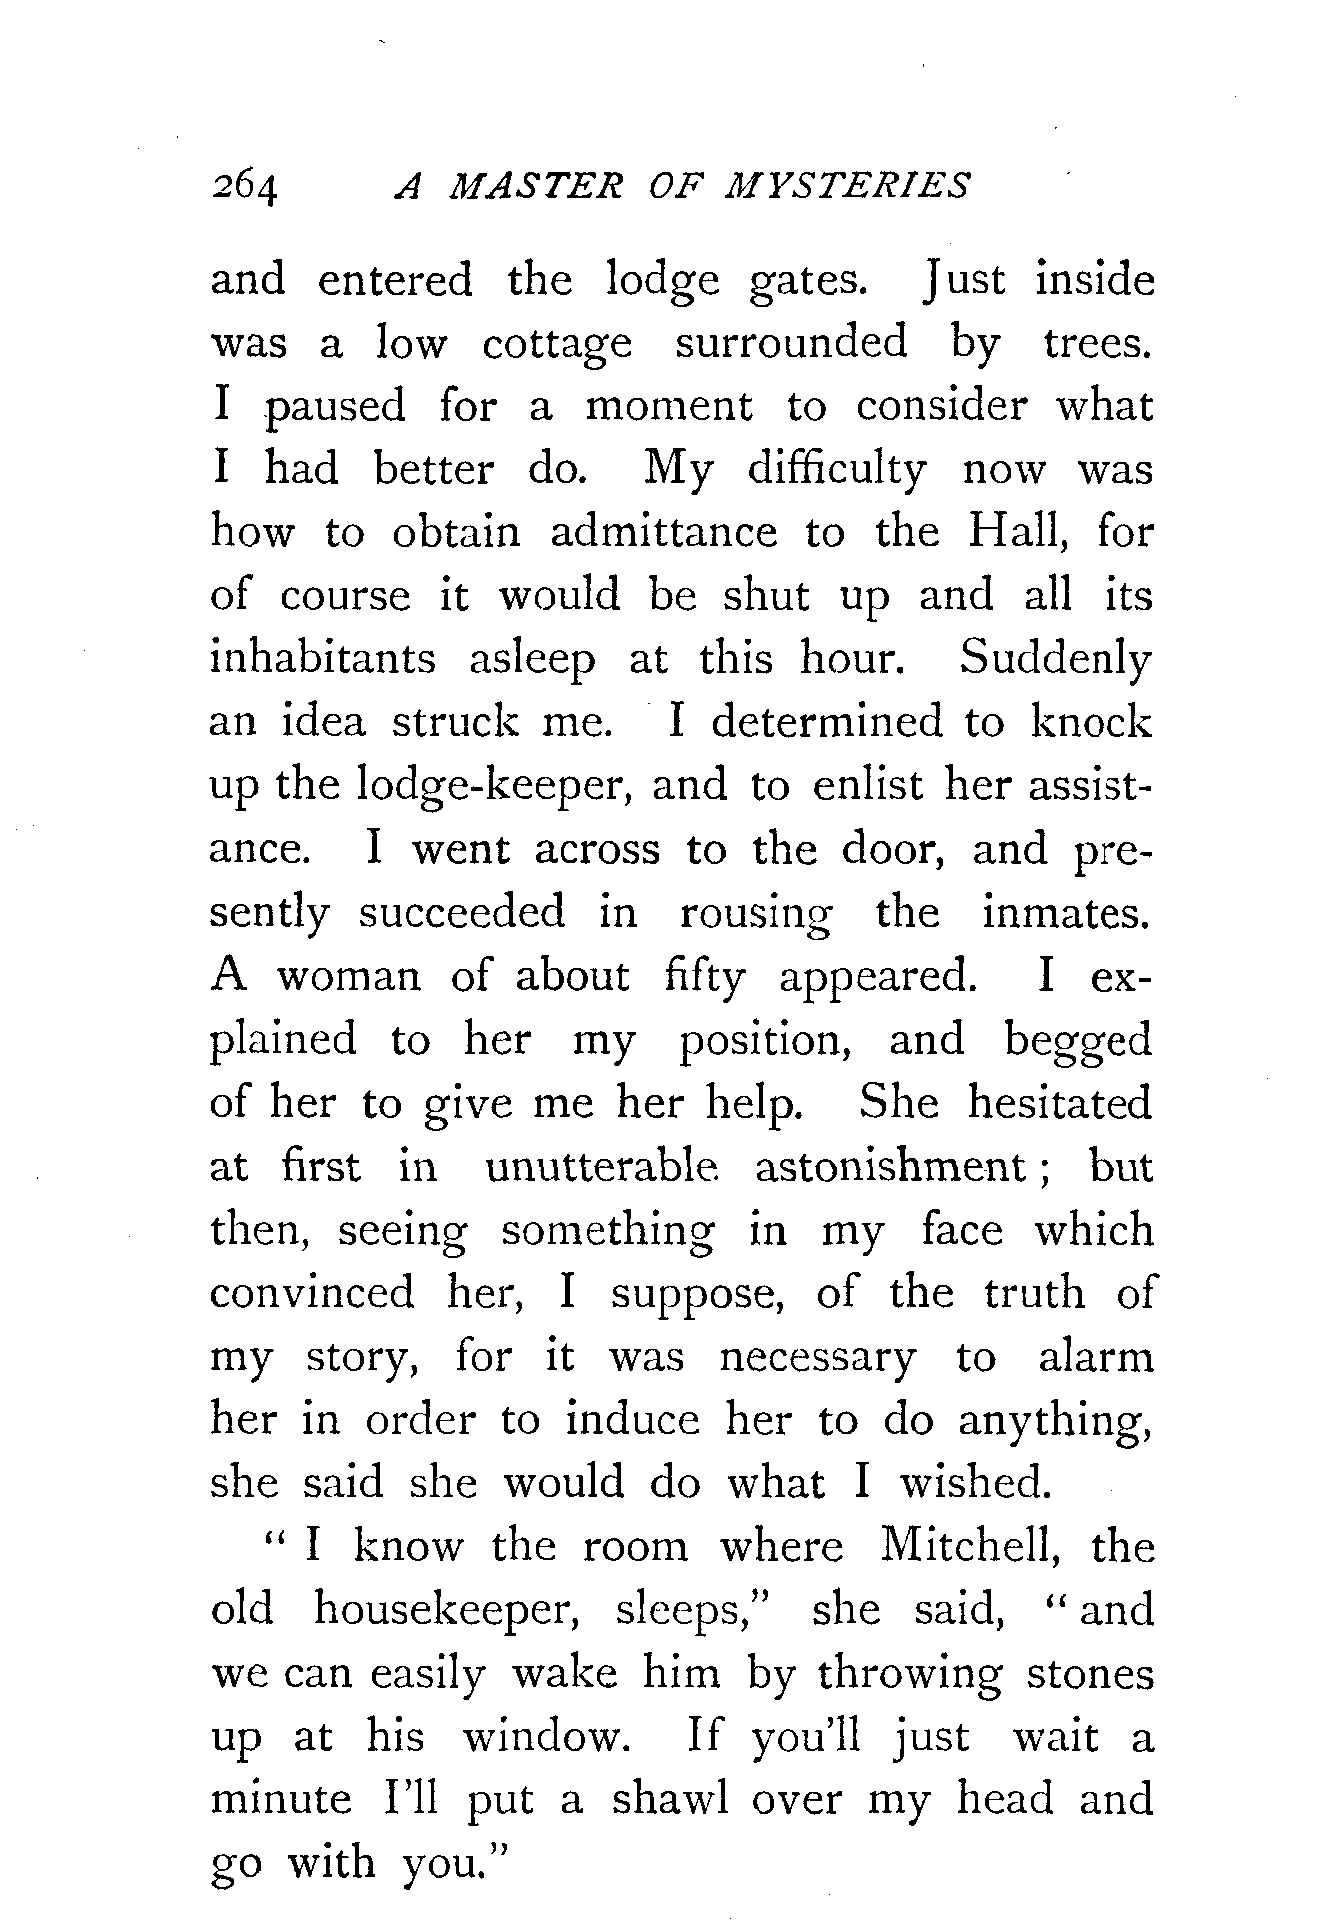 264 A MASTER OF MYSTERIES
and entered the lodge gates. Just inside
was a low cottage surrounded by trees.
I paused for a moment to consider what
I had better do. My difficulty now was
how to obtain admittance to the Hall, for
of course it would be shut up and all its
inhabitants asleep at this hour. Suddenly
an idea struck me. I determined to knock
up the lodge-keeper, and to enlist her assist-
ance. I went across to the door, and pre-
sently succeeded in rousing the inmates.
A woman of about fifty appeared. I ex-
plained to her my position, and begged
of her to give me her help. She hesitated
at first in unutterable astonishment ; but
then, seeing something in my face which
convinced her, I suppose, of the truth of
my story, for it was necessary to alarm
her in order to induce her to do anything,
she said she would do what I wished.
" I know the room where Mitchell, the
old housekeeper, sleeps," she said, " and
we can easily wake him by throwing stones
up at his window. If you'll just wait a
minute I'll put a shawl over my head and
go with you."